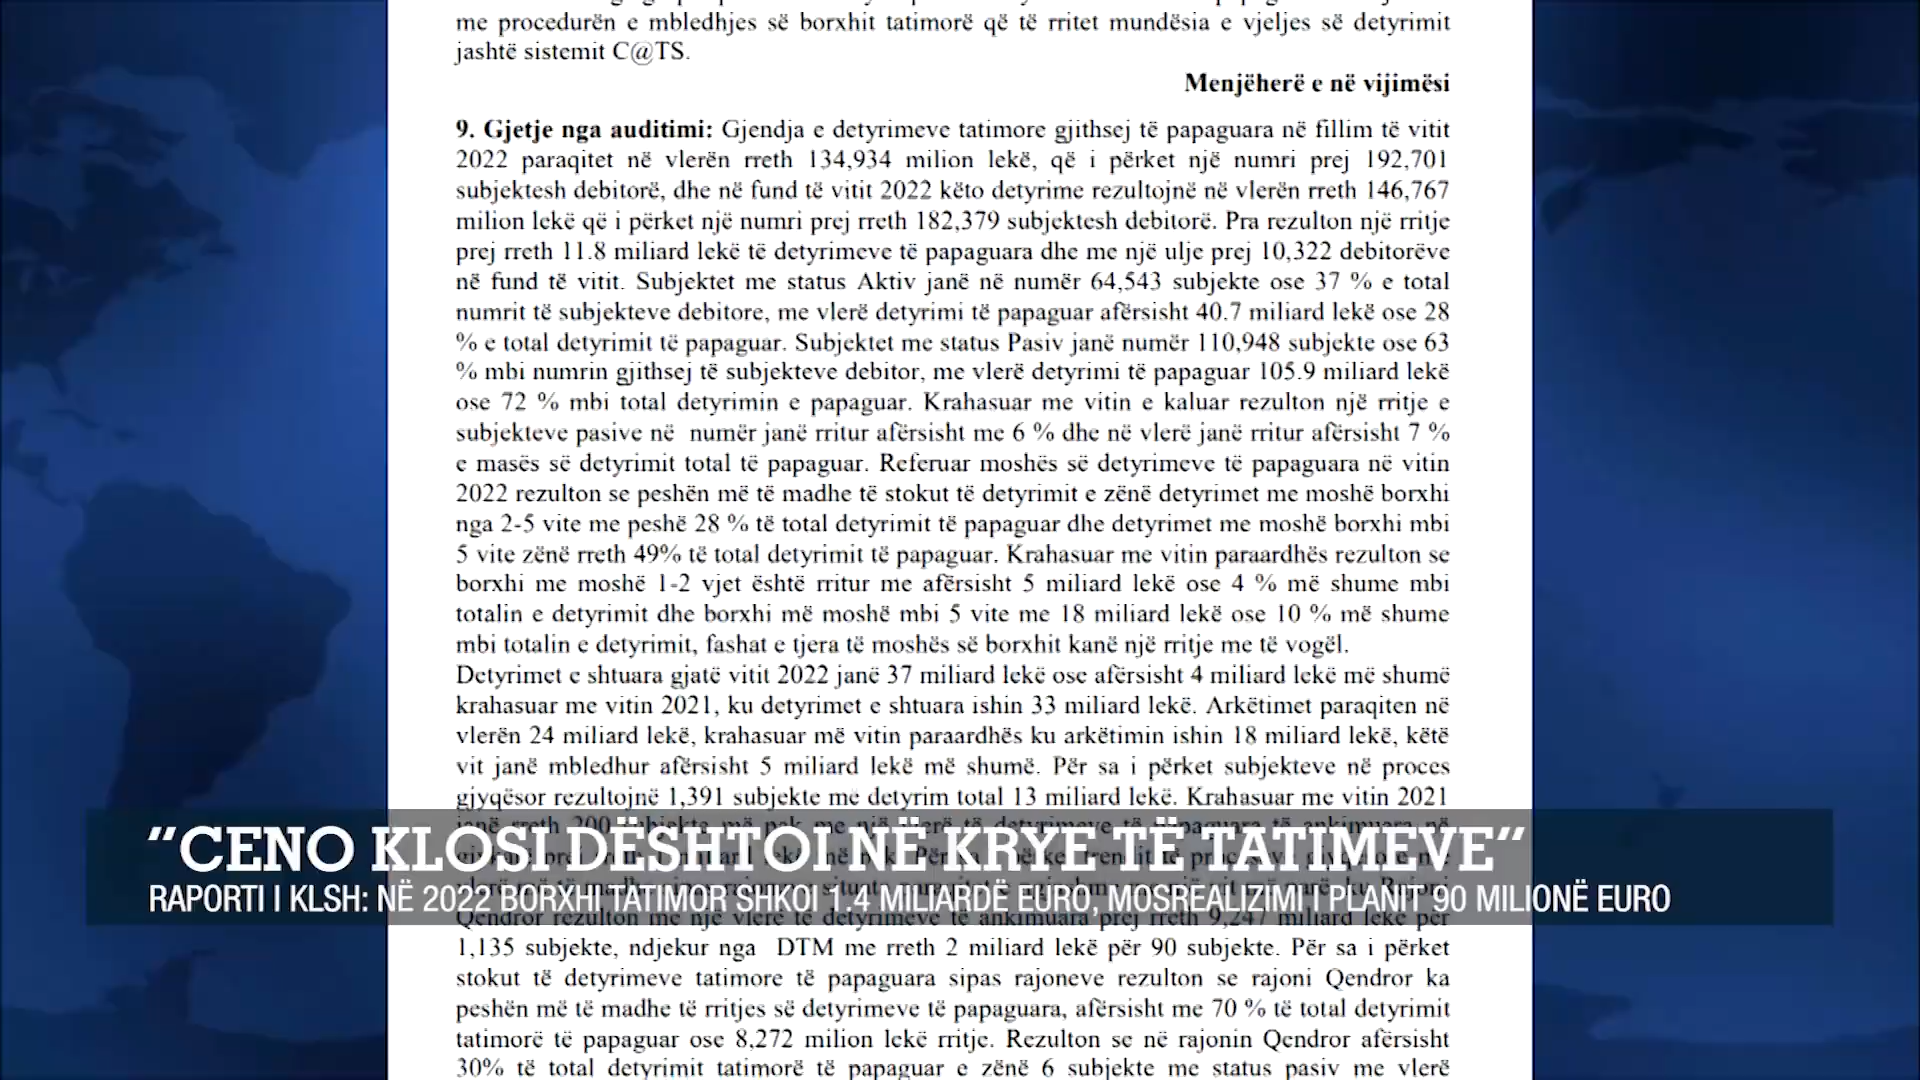 me procedurën e mbledhjes së borxhit tatimorë që të rritet mundësia e vjeljes së detyrimit
jashtë sistemit C@TS.
Menjëherë e në vijimësi
9. Gjetje nga auditimi: Gjendja e detyrimeve tatimore gjithsej të papaguara në fillim të vitit
2022 paraqitet në vlerën rreth 134,934 milion lekë, që i përket një numri prej 192,701
subjektesh debitorë, dhe në fund të vitit 2022 këto detyrime rezultojnë në vlerën rreth 146,767
milion lekë që i përket një numri prej rreth 182,379 subjektesh debitorë. Pra rezulton një rritje
prej rreth 11.8 miliard lekë të detyrimeve të papaguara dhe me një ulje prej 10,322 debitorëve
në fund të vitit. Subjektet me status Aktiv janë në numër 64,543 subjekte ose 37 % e total
numrit të subjekteve debitore, me vlerë detyrimi të papaguar afërsisht 40.7 miliard lekë ose 28
% e total detyrimit të papaguar. Subjektet me status Pasiv janë numër 110,948 subjekte ose 63
% mbi numrin gjithsej të subjekteve debitor, me vlerë detyrimi të papaguar 105.9 miliard lekë
ose 72 % mbi total detyrimin e papaguar. Krahasuar me vitin e kaluar rezulton një rritje e
subjekteve pasive në numër janë rritur afërsisht me 6 % dhe në vlerë janë rritur afërsisht 7 %
e masës së detyrimit total të papaguar. Referuar moshës së detyrimeve të papaguara në vitin
2022 rezulton se peshën më të madhe të stokut të detyrimit e zënë detyrimet me moshë borxhi
nga 2-5 vite me peshë 28 % të total detyrimit të papaguar dhe detyrimet me moshë borxhi mbi
5 vite zënë rreth 49% të total detyrimit të papaguar. Krahasuar me vitin paraardhës rezulton se
borxhi me moshë 1-2 vjet është rritur me afërsisht 5 miliard lekë ose 4 % më shume mbi
totalin e detyrimit dhe borxhi më moshë mbi 5 vite me 18 miliard lekë ose 10 % më shume
mbi totalin e detyrimit, fashat e tjera të moshës së borxhit kanë një rritje me të vogël.
Detyrimet e shtuara gjatë vitit 2022 janë 37 miliard lekë ose afërsisht 4 miliard lekë më shumë
krahasuar me vitin 2021, ku detyrimet e shtuara ishin 33 miliard lekë. Arkëtimet paraqiten në
vlerën 24 miliard lekë, krahasuar më vitin paraardhës ku arkëtimin ishin 18 miliard lekë, këtë
vit janë mbledhur afërsisht 5 miliard lekë më shumë. Për sa i përket subjekteve në proces
gjyqësor rezultojnë 1,391 subjekte me detyrim total 13 miliard lekë. Krahasuar me vitin 2021
“CENO KLOSI DËSHTOI NË KRYE TË TATIMEVE”
RAPORTI I KLSH: NË 2022 BORXHI TATIMOR SHKOI 1.4 MILIARDË EURO, MOSREALIZIMI I PLANIT 90 MILIONË EURO
Qendror rezulton me një vlerë të detyrimeve të ankimuara prej rreth 9,247 miliard lekë për
1,135 subjekte, ndjekur nga DTM me rreth 2 miliard lekë për 90 subjekte. Për sa i përket
stokut të detyrimeve tatimore të papaguara sipas rajoneve rezulton se rajoni Qendror ka
peshën më të madhe të rritjes së detyrimeve të papaguara, afërsisht me 70 % të total detyrimit
tatimorë të papaguar ose 8,272 milion lekë rritje. Rezulton se në rajonin Qendror afërsisht
30% të total detyrimit tatimorë të papaguar e zënë 6 subjekte me status pasiv me vlerë